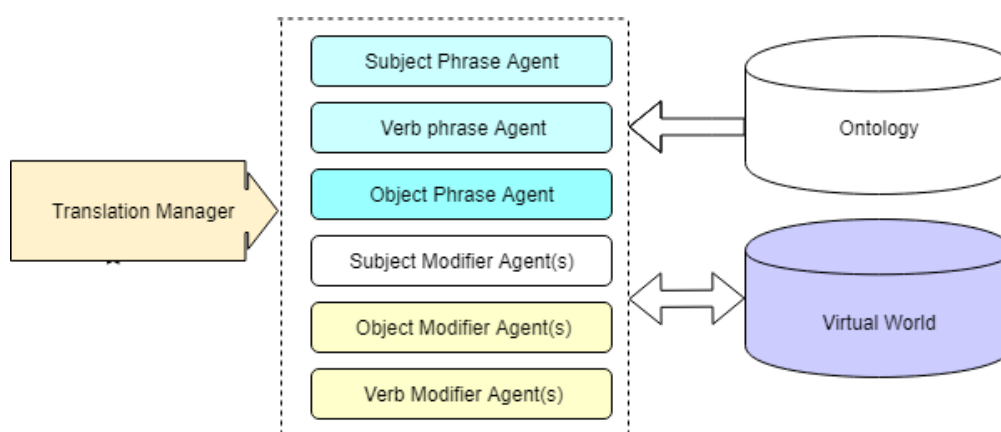 Subject Phrase Agent
Verb phrase Agent
Ontology
Object Phrase Agent
Translation Manager
Subject Modifier Agent(s)
Object Modifier Agent(s)
Virtual World
Verb Modifier Agent(s)